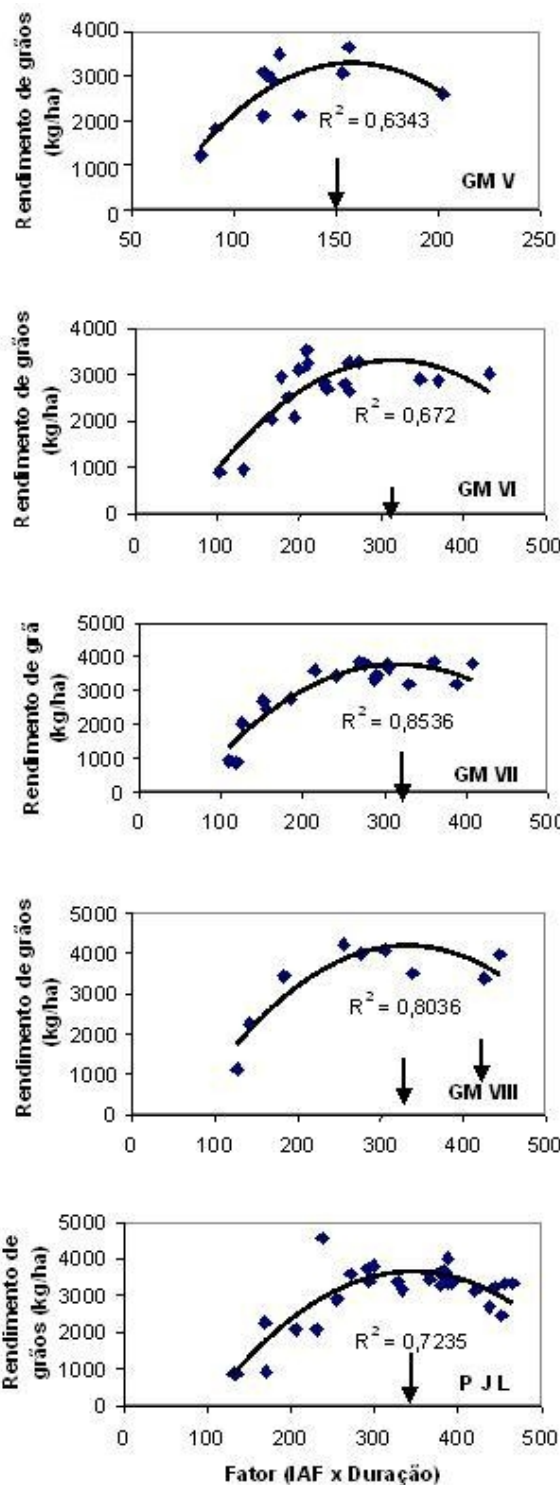 Rendimento de grãos
(kg/ha)
4000
3000
2000
1000
0
50
100
150
200
250
R² = 0,6343
GM V
Rendimento de grãos
(kg/ha)
4000
3000
2000
1000
0
0
100
200
300
400
500
R² = 0,672
GM VI
Rendimento de grã
(kg/ha)
5000
4000
3000
2000
1000
0
0
100
200
300
400
500
R² = 0,8536
GM VII
Rendimento de grãos
(kg/ha)
5000
4000
3000
2000
1000
0
0
100
200
300
400
500
R² = 0,8036
GM VIII
Rendimento de
grãos (kg/ha)
5000
4000
3000
2000
1000
0
0
100
200
300
400
500
R² = 0,7235
P J L
Fator (IAF x Duração)